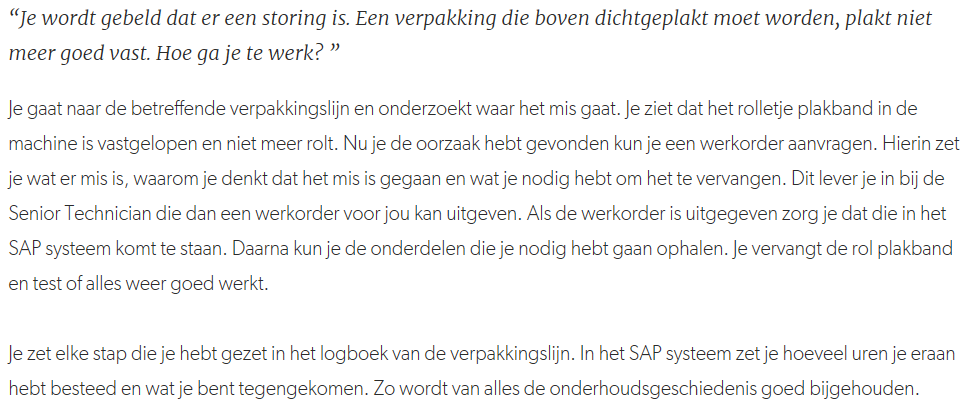 “Je wordt gebeld dat er een storing is. Een verpakking die boven dichtgeplakt moet worden, plakt niet
meer goed vast. Hoe ga je te werk? ”
Je gaat naar de betreffende verpakkingslijn en onderzoekt waar het mis gaat. Je ziet dat het rolletje plakband in de
machine is vastgelopen en niet meer rolt. Nu je de oorzaak hebt gevonden kun je een werkorder aanvragen. Hierin zet
je wat er mis is, waarom je denkt dat het mis is gegaan en wat je nodig hebt om het te vervangen. Dit lever je in bij de
Senior Technician die dan een werkorder voor jou kan uitgeven. Als de werkorder is uitgegeven zorg je dat die in het
SAP systeem komt te staan. Daarna kun je de onderdelen die je nodig hebt gaan ophalen. Je vervangt de rol plakband
en test of alles weer goed werkt.
Je zet elke stap die je hebt gezet in het logboek van de verpakkingslijn. In het SAP systeem zet je hoeveel uren je eraan
hebt besteed en wat je bent tegengekomen. Zo wordt van alles de onderhoudsgeschiedenis goed bijgehouden.